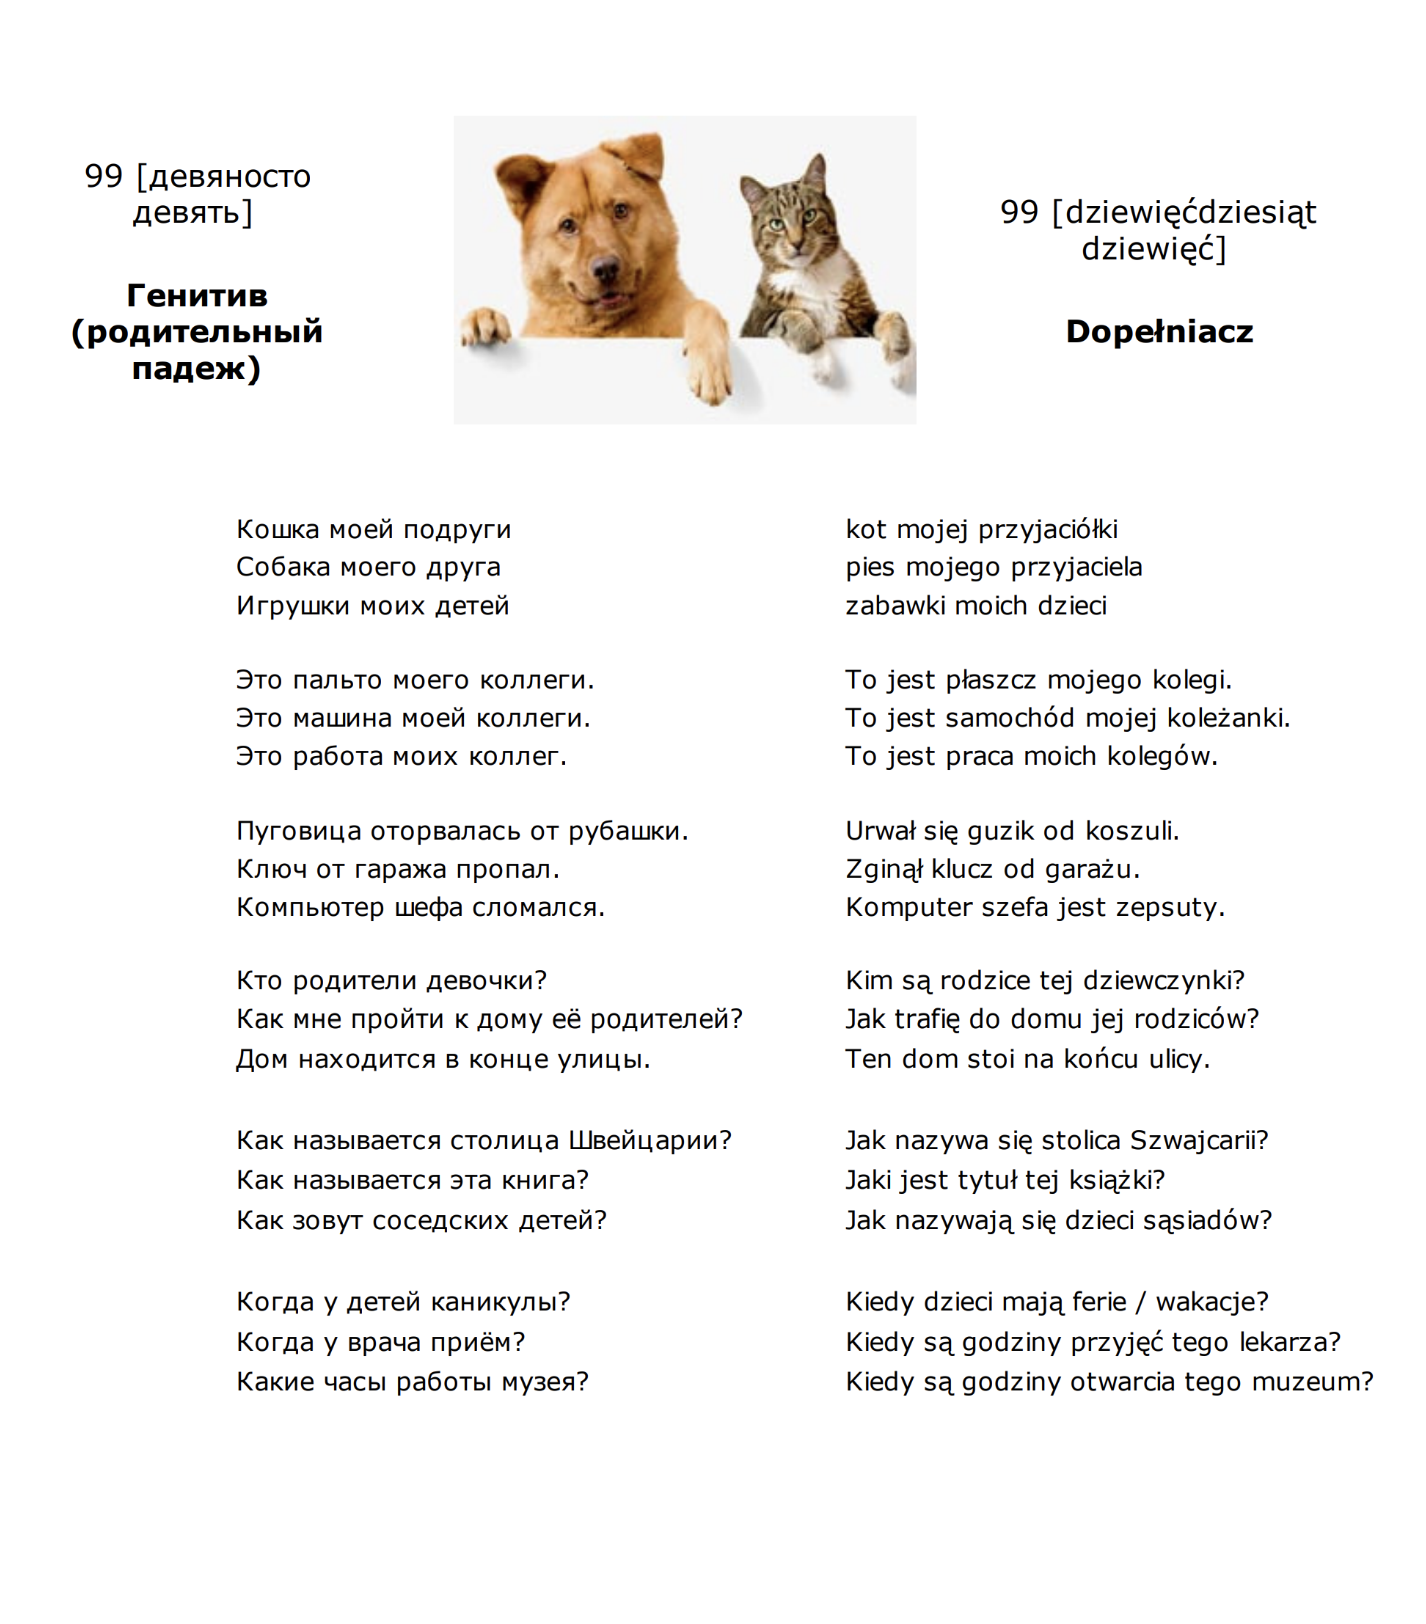 99 [девяносто
девять]
Генитив
(родительный
падеж)
99 [dziewięćdziesiąt
dziewięć]
Dopełniacz
Кошка моей подруги
kot mojej przyjaciółki
Собака моего друга
pies mojego przyjaciela
Игрушки моих детей
zabawki moich dzieci
Это пальто моего коллеги.
To jest płaszcz mojego kolegi.
Это машина моей коллеги.
To jest samochód mojej koleżanki.
Это работа моих коллег.
To jest praca moich kolegów.
Пуговица оторвалась от рубашки.
Urwał się guzik od koszuli.
Ключ от гаража пропал.
Zginął klucz od garażu.
Компьютер шефа сломался.
Komputer szefa jest zepsuty.
Кто родители девочки?
Kim są rodzice tej dziewczynki?
Как мне пройти к дому её родителей?
Jak trafię do domu jej rodziców?
Дом находится в конце улицы.
Ten dom stoi na końcu ulicy.
Как называется столица Швейцарии?
Jak nazywa się stolica Szwajcarii?
Как называется эта книга?
Jaki jest tytuł tej książki?
Как зовут соседских детей?
Jak nazywają się dzieci sąsiadów?
Когда у детей каникулы?
Kiedy dzieci mają ferie / wakacje?
Когда у врача приём?
Kiedy są godziny przyjęć tego lekarza?
Какие часы работы музея?
Kiedy są godziny otwarcia tego muzeum?